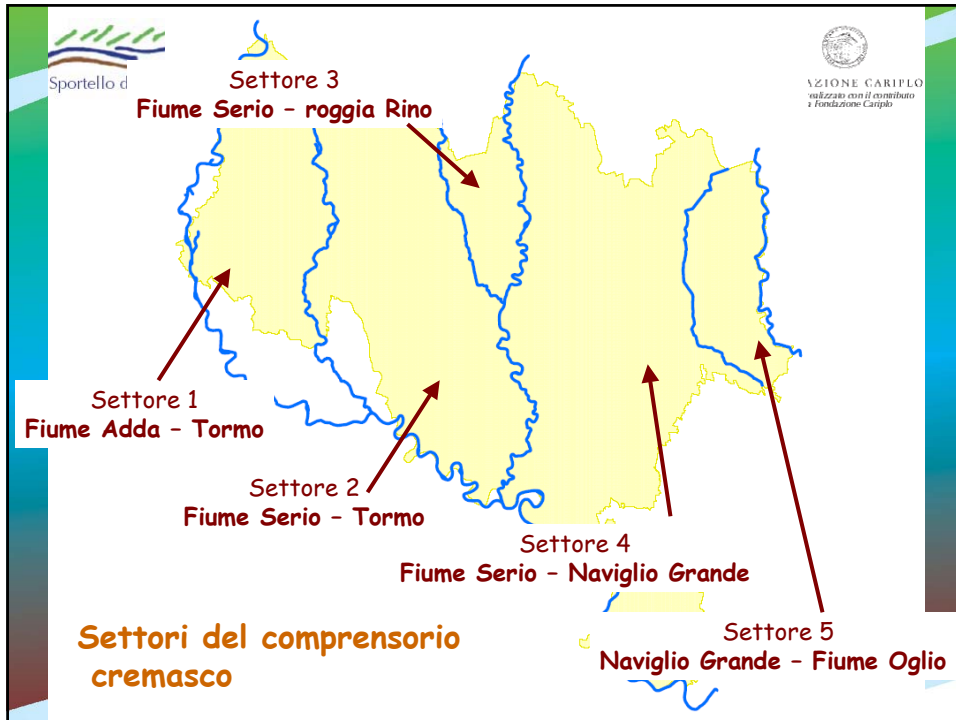 Sportello d
AZIONE CARIPLO
realizzato con il contributo
a Fondazione Cariplo
Settore 3
Fiume Serio – roggia Rino
Settore 1
Fiume Adda – Tormo
Settore 2
Fiume Serio – Tormo
Settore 4
Fiume Serio – Naviglio Grande
Settore 5
Naviglio Grande – Fiume Oglio
Settori del comprensorio
cremasco